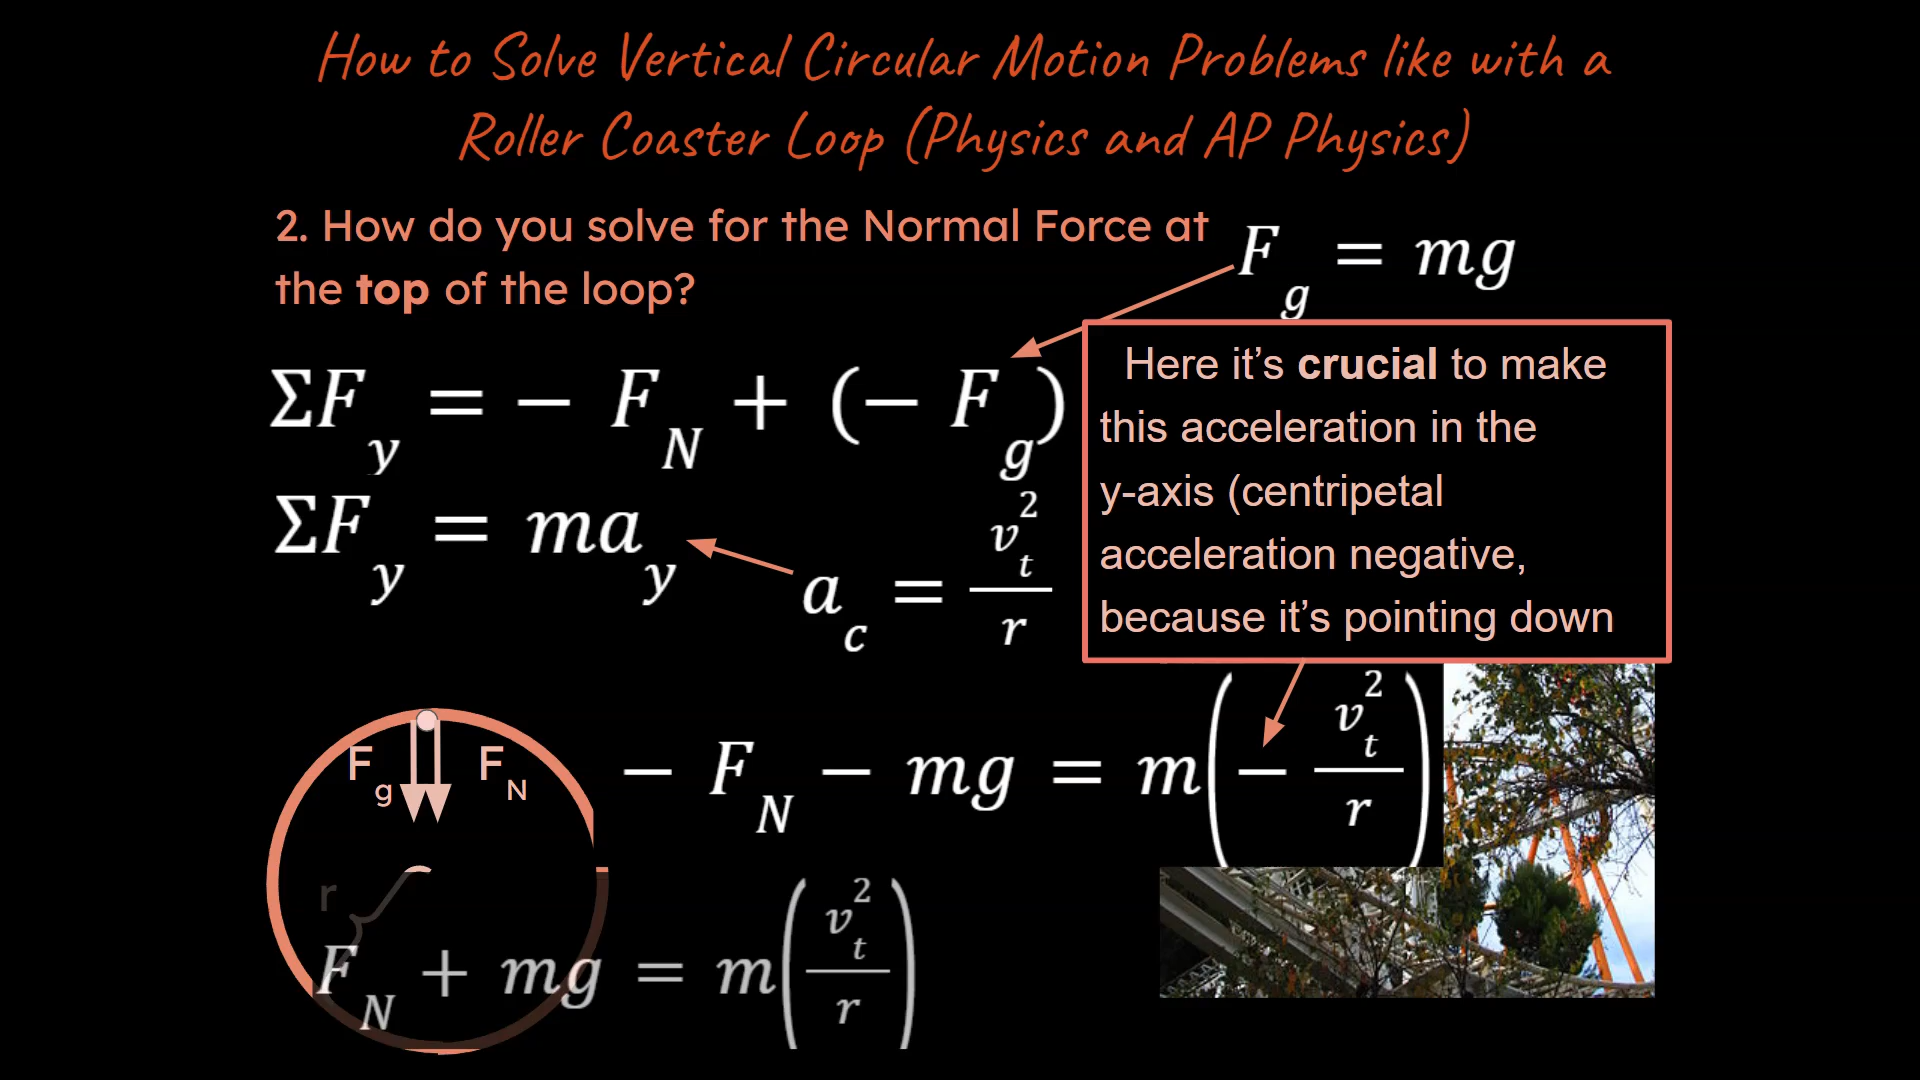 How to Solve Vertical Circular Motion Problems like with a
Roller Coaster Loop (Physics and AP Physics)
2. How do you solve for the Normal Force at
the top of the loop?
F_g = mg
ΣF_y = − F_N + (− F_g)
ΣF_y = ma_y
a_c = v_t^2 / r
Here it’s crucial to make
this acceleration in the
y-axis (centripetal
acceleration negative,
because it’s pointing down
F_g F_N
− F_N − mg = m(− v_t^2 / r)
r
F_N + mg = m(v_t^2 / r)